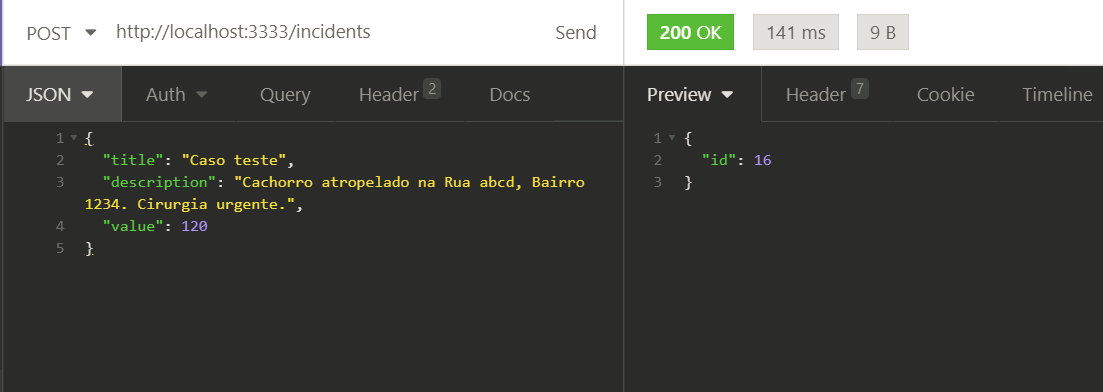 POST http://localhost:3333/incidents Send
200 OK 141 ms 9 B
JSON Auth Query Header 2 Docs
Preview Header 7 Cookie Timeline
1 {
2 "title": "Caso teste",
3 "description": "Cachorro atropelado na Rua abcd, Bairro
1234. Cirurgia urgente.",
4 "value": 120
5 }
1 {
2 "id": 16
3 }